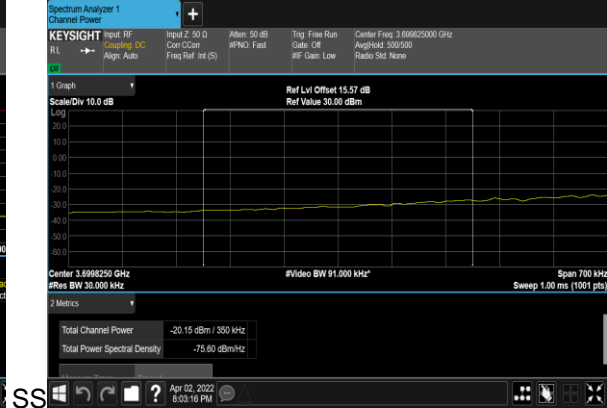 Spectrum Analyzer 1
Channel Power
+
KEYSIGHT Input: RF Input Z: 50 Ω Atten: 50 dB Trig: Free Run Center Freq: 3.699825000 GHz
RL Coupling: DC Corr CCorr #PNO: Fast Gate: Off Avg|Hold: 500/500
Align: Auto Freq Ref: Int (S) #IF Gain: Low Radio Std: None
1 Graph
Scale/Div 10.0 dB
Ref Lvl Offset 15.57 dB
Ref Value 30.00 dBm
Log
20.0
10.0
0.00
-10.0
-20.0
-30.0
-40.0
-50.0
-60.0
Center 3.6998250 GHz #Video BW 91.000 kHz* Span 700 kHz
#Res BW 30.000 kHz Sweep 1.00 ms (1001 pts)
2 Metrics
Total Channel Power -20.15 dBm / 350 kHz
Total Power Spectral Density -75.60 dBm/Hz
SS
?
Apr 02, 2022
8:03:16 PM